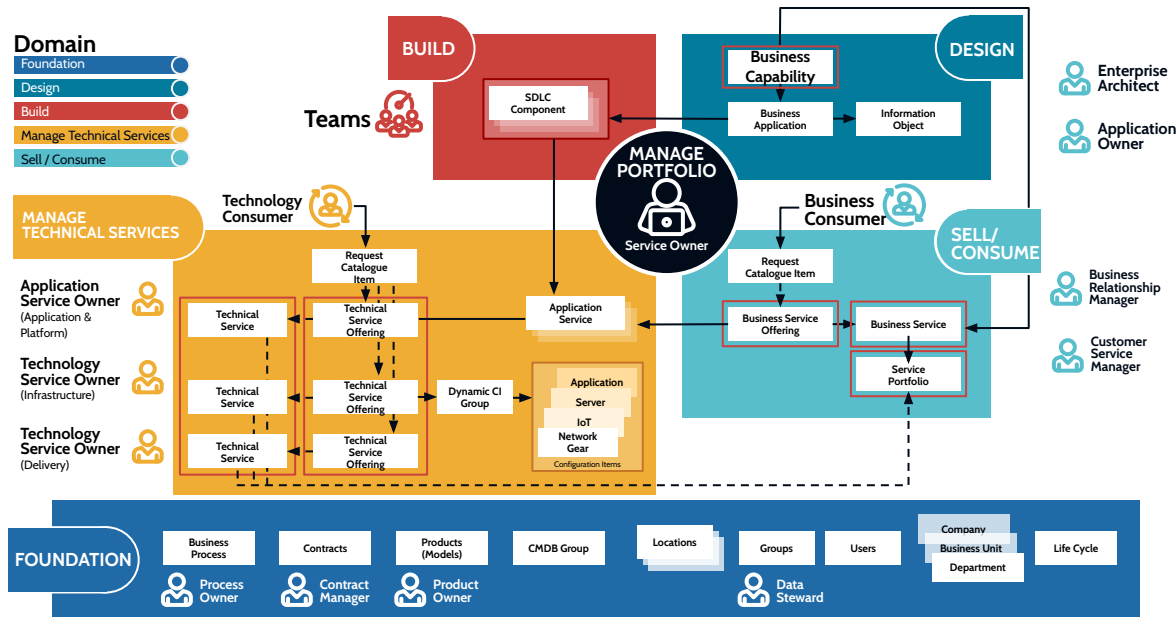 Domain
Foundation
Design
Build
Manage Technical Services
Sell / Consume
BUILD
Teams
SDLC
Component
DESIGN
Business
Capability
Business
Application
Information
Object
Enterprise
Architect
Application
Owner
MANAGE
PORTFOLIO
Service Owner
MANAGE
TECHNICAL SERVICES
Technology
Consumer
Request
Catalogue
Item
Application
Service Owner
(Application &
Platform)
Technology
Service Owner
(Infrastructure)
Technology
Service Owner
(Delivery)
Technical
Service
Technical
Service
Offering
Application
Service
Technical
Service
Technical
Service
Offering
Dynamic CI
Group
Application
Server
IoT
Network
Gear
Configuration Items
Technical
Service
Technical
Service
Offering
Business
Consumer
SELL/
CONSUME
Request
Catalogue Item
Business Service
Offering
Business Service
Service
Portfolio
Business
Relationship
Manager
Customer
Service
Manager
FOUNDATION
Business
Process
Contracts
Products
(Models)
CMDB Group
Locations
Groups
Users
Company
Business Unit
Department
Life Cycle
Process
Owner
Contract
Manager
Product
Owner
Data
Steward